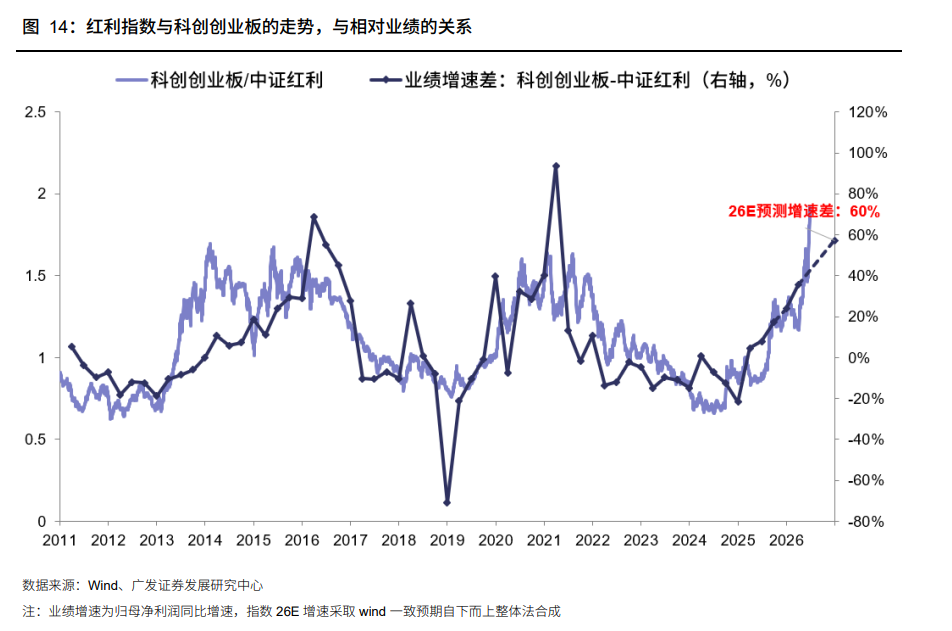 图 14：红利指数与科创创业板的走势，与相对业绩的关系
科创创业板/中证红利
业绩增速差：科创创业板-中证红利（右轴，%）
2.5
2
1.5
1
0.5
0
120%
100%
80%
60%
40%
20%
0%
-20%
-40%
-60%
-80%
26E预测增速差：60%
2011 2012 2013 2014 2015 2016 2017 2018 2019 2020 2021 2022 2023 2024 2025 2026
数据来源：Wind、广发证券发展研究中心
注：业绩增速为归母净利润同比增速，指数 26E 增速采取 wind 一致预期自下而上整体法合成